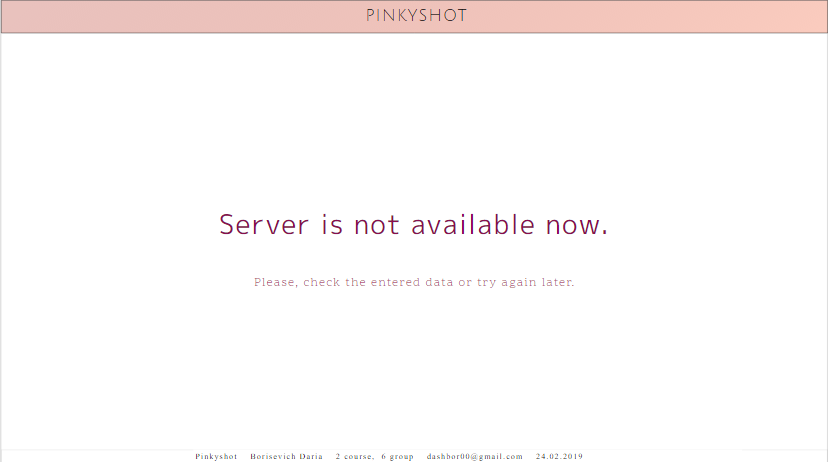 PINKYSHOT
Server is not available now.
Please, check the entered data or try again later.
Pinkyshot Borisevich Daria 2 course, 6 group dashbor00@gmail.com 24.02.2019